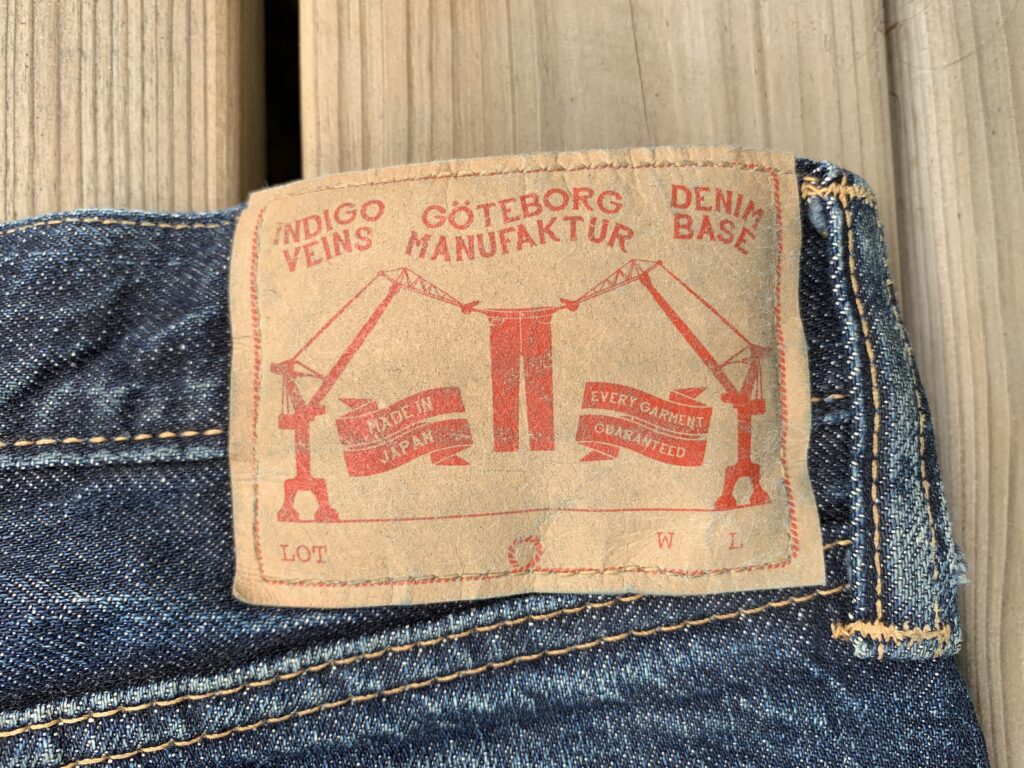 INDIGO
VEINS
GÖTEBORG
MANUFAKTUR
DENIM
BASE
MADE IN
JAPAN
EVERY GARMENT
GUARANTEED
LOT W L